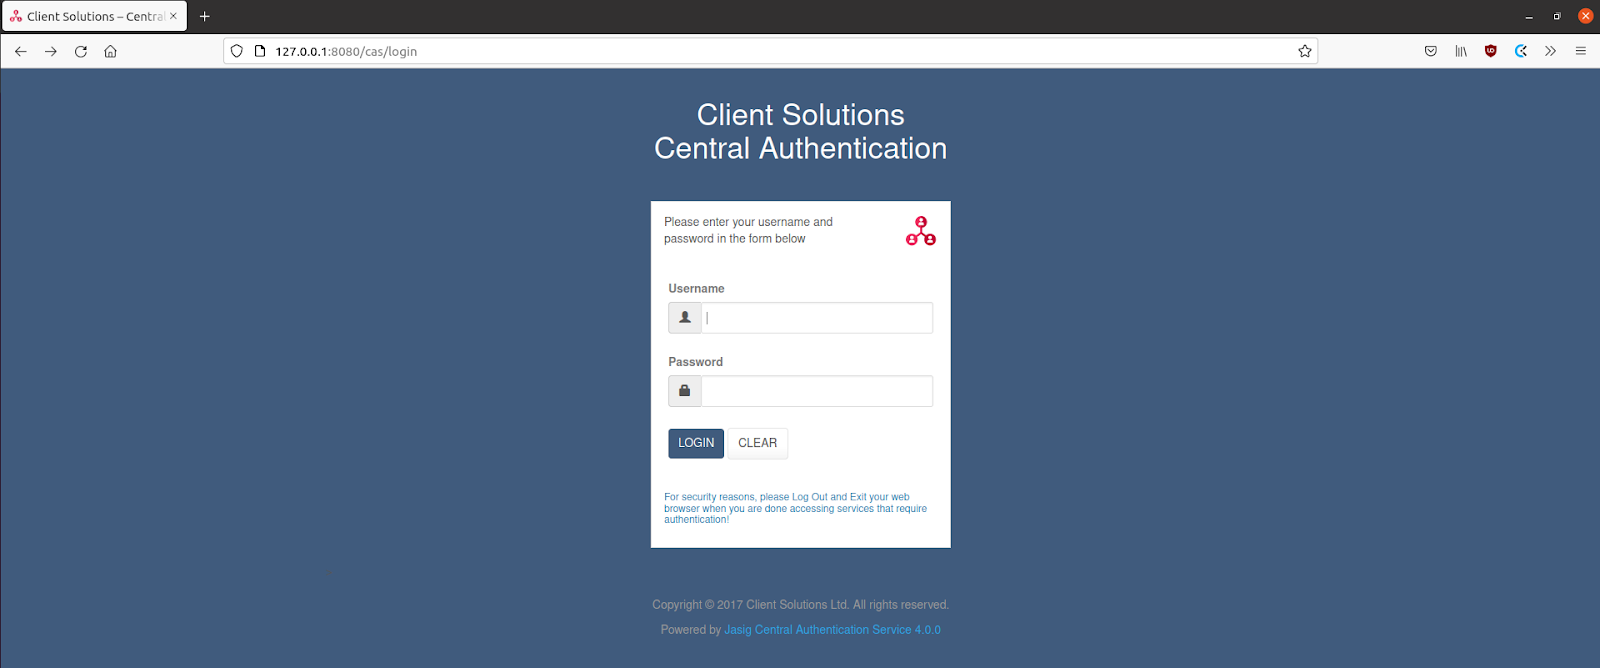 Client Solutions – Central
127.0.0.1:8080/cas/login
Client Solutions
Central Authentication
Please enter your username and
password in the form below
Username
Password
LOGIN CLEAR
For security reasons, please Log Out and Exit your web
browser when you are done accessing services that require
authentication!
Copyright © 2017 Client Solutions Ltd. All rights reserved.
Powered by Jasig Central Authentication Service 4.0.0